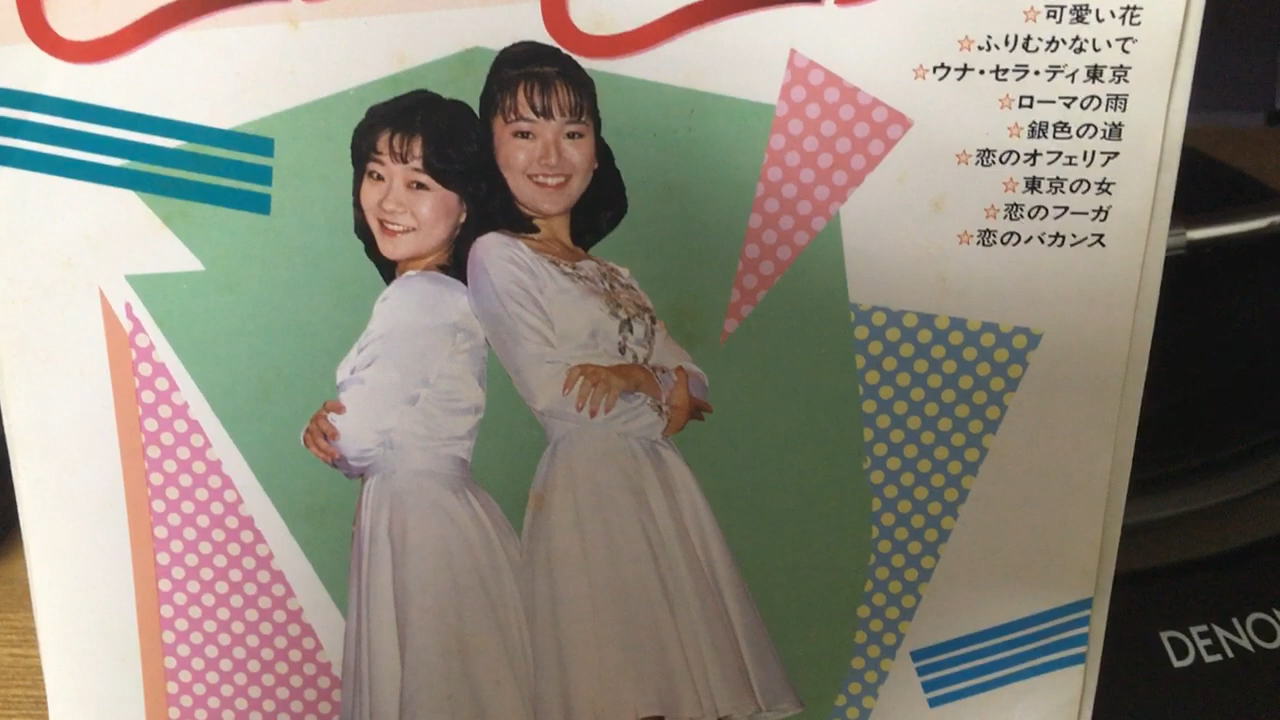 ☆可愛い花
☆ふりむかないで
☆ウナ・セラ・ディ東京
☆ローマの雨
☆銀色の道
☆恋のオフェリア
☆東京の女
☆恋のフーガ
☆恋のバカンス
DENO